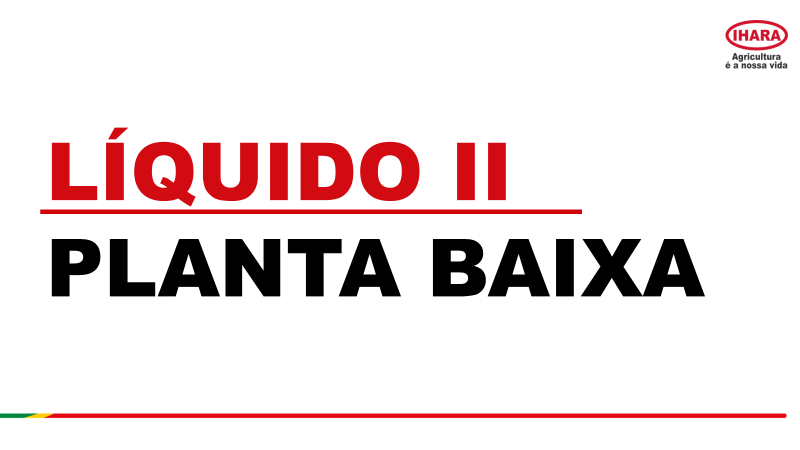 IHARA
Agricultura
é a nossa vida
LÍQUIDO II
PLANTA BAIXA